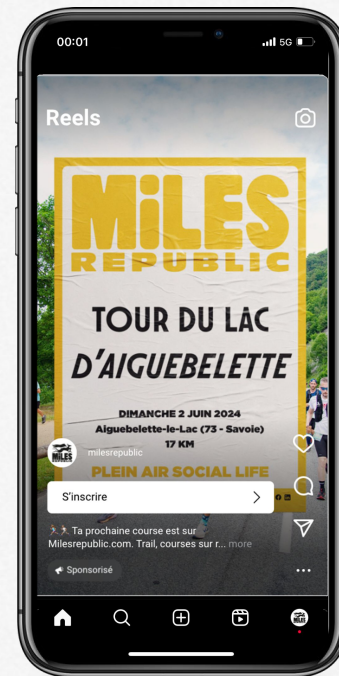 00:01
5G
Reels
MiLES
REPUBLIC
TOUR DU LAC
D'AIGUEBELETTE
DIMANCHE 2 JUIN 2024
Aiguebelette-le-Lac (73 - Savoie)
17 KM
MiLES
milesrepublic
PLEIN AIR SOCIAL LIFE
S'inscrire
Ta prochaine course est sur
Milesrepublic.com. Trail, courses sur r... more
Sponsorisé
MiLES